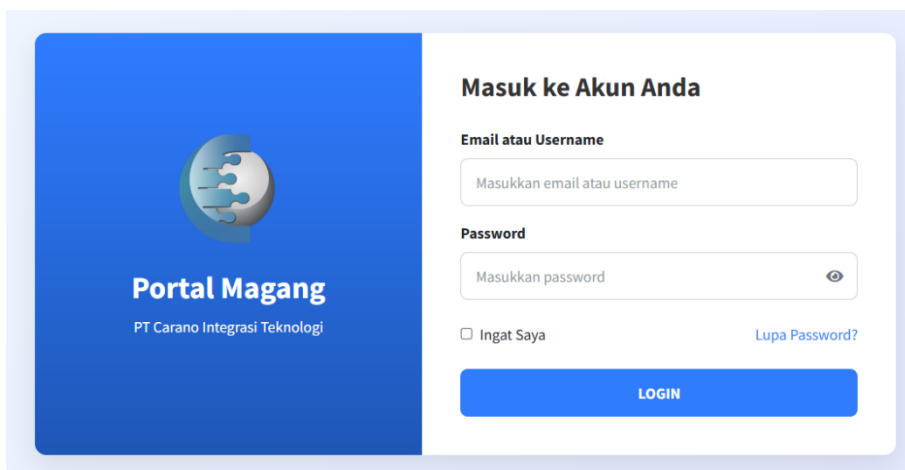 Portal Magang
PT Carano Integrasi Teknologi
Masuk ke Akun Anda
Email atau Username
Masukkan email atau username
Password
Masukkan password
Ingat Saya
Lupa Password?
LOGIN